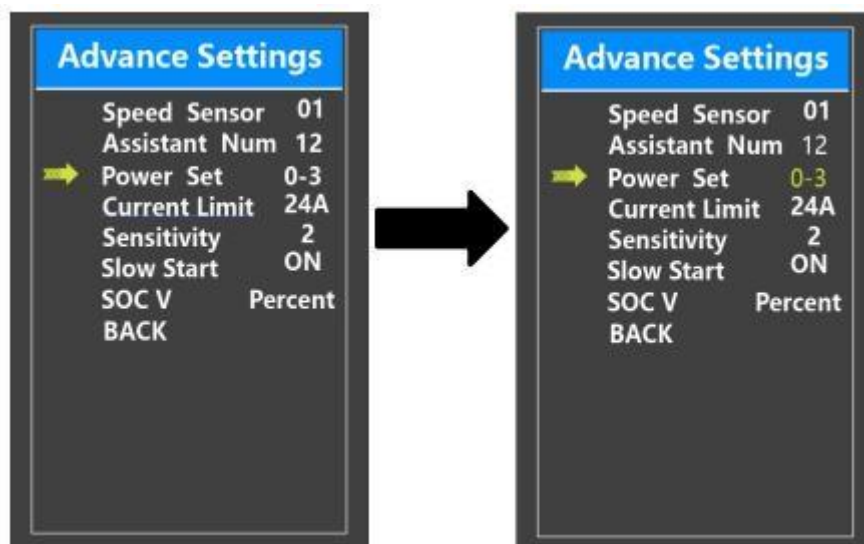 Advance Settings
Speed Sensor 01
Assistant Num 12
Power Set 0-3
Current Limit 24A
Sensitivity 2
Slow Start ON
SOC V Percent
BACK
Advance Settings
Speed Sensor 01
Assistant Num 12
Power Set 0-3
Current Limit 24A
Sensitivity 2
Slow Start ON
SOC V Percent
BACK